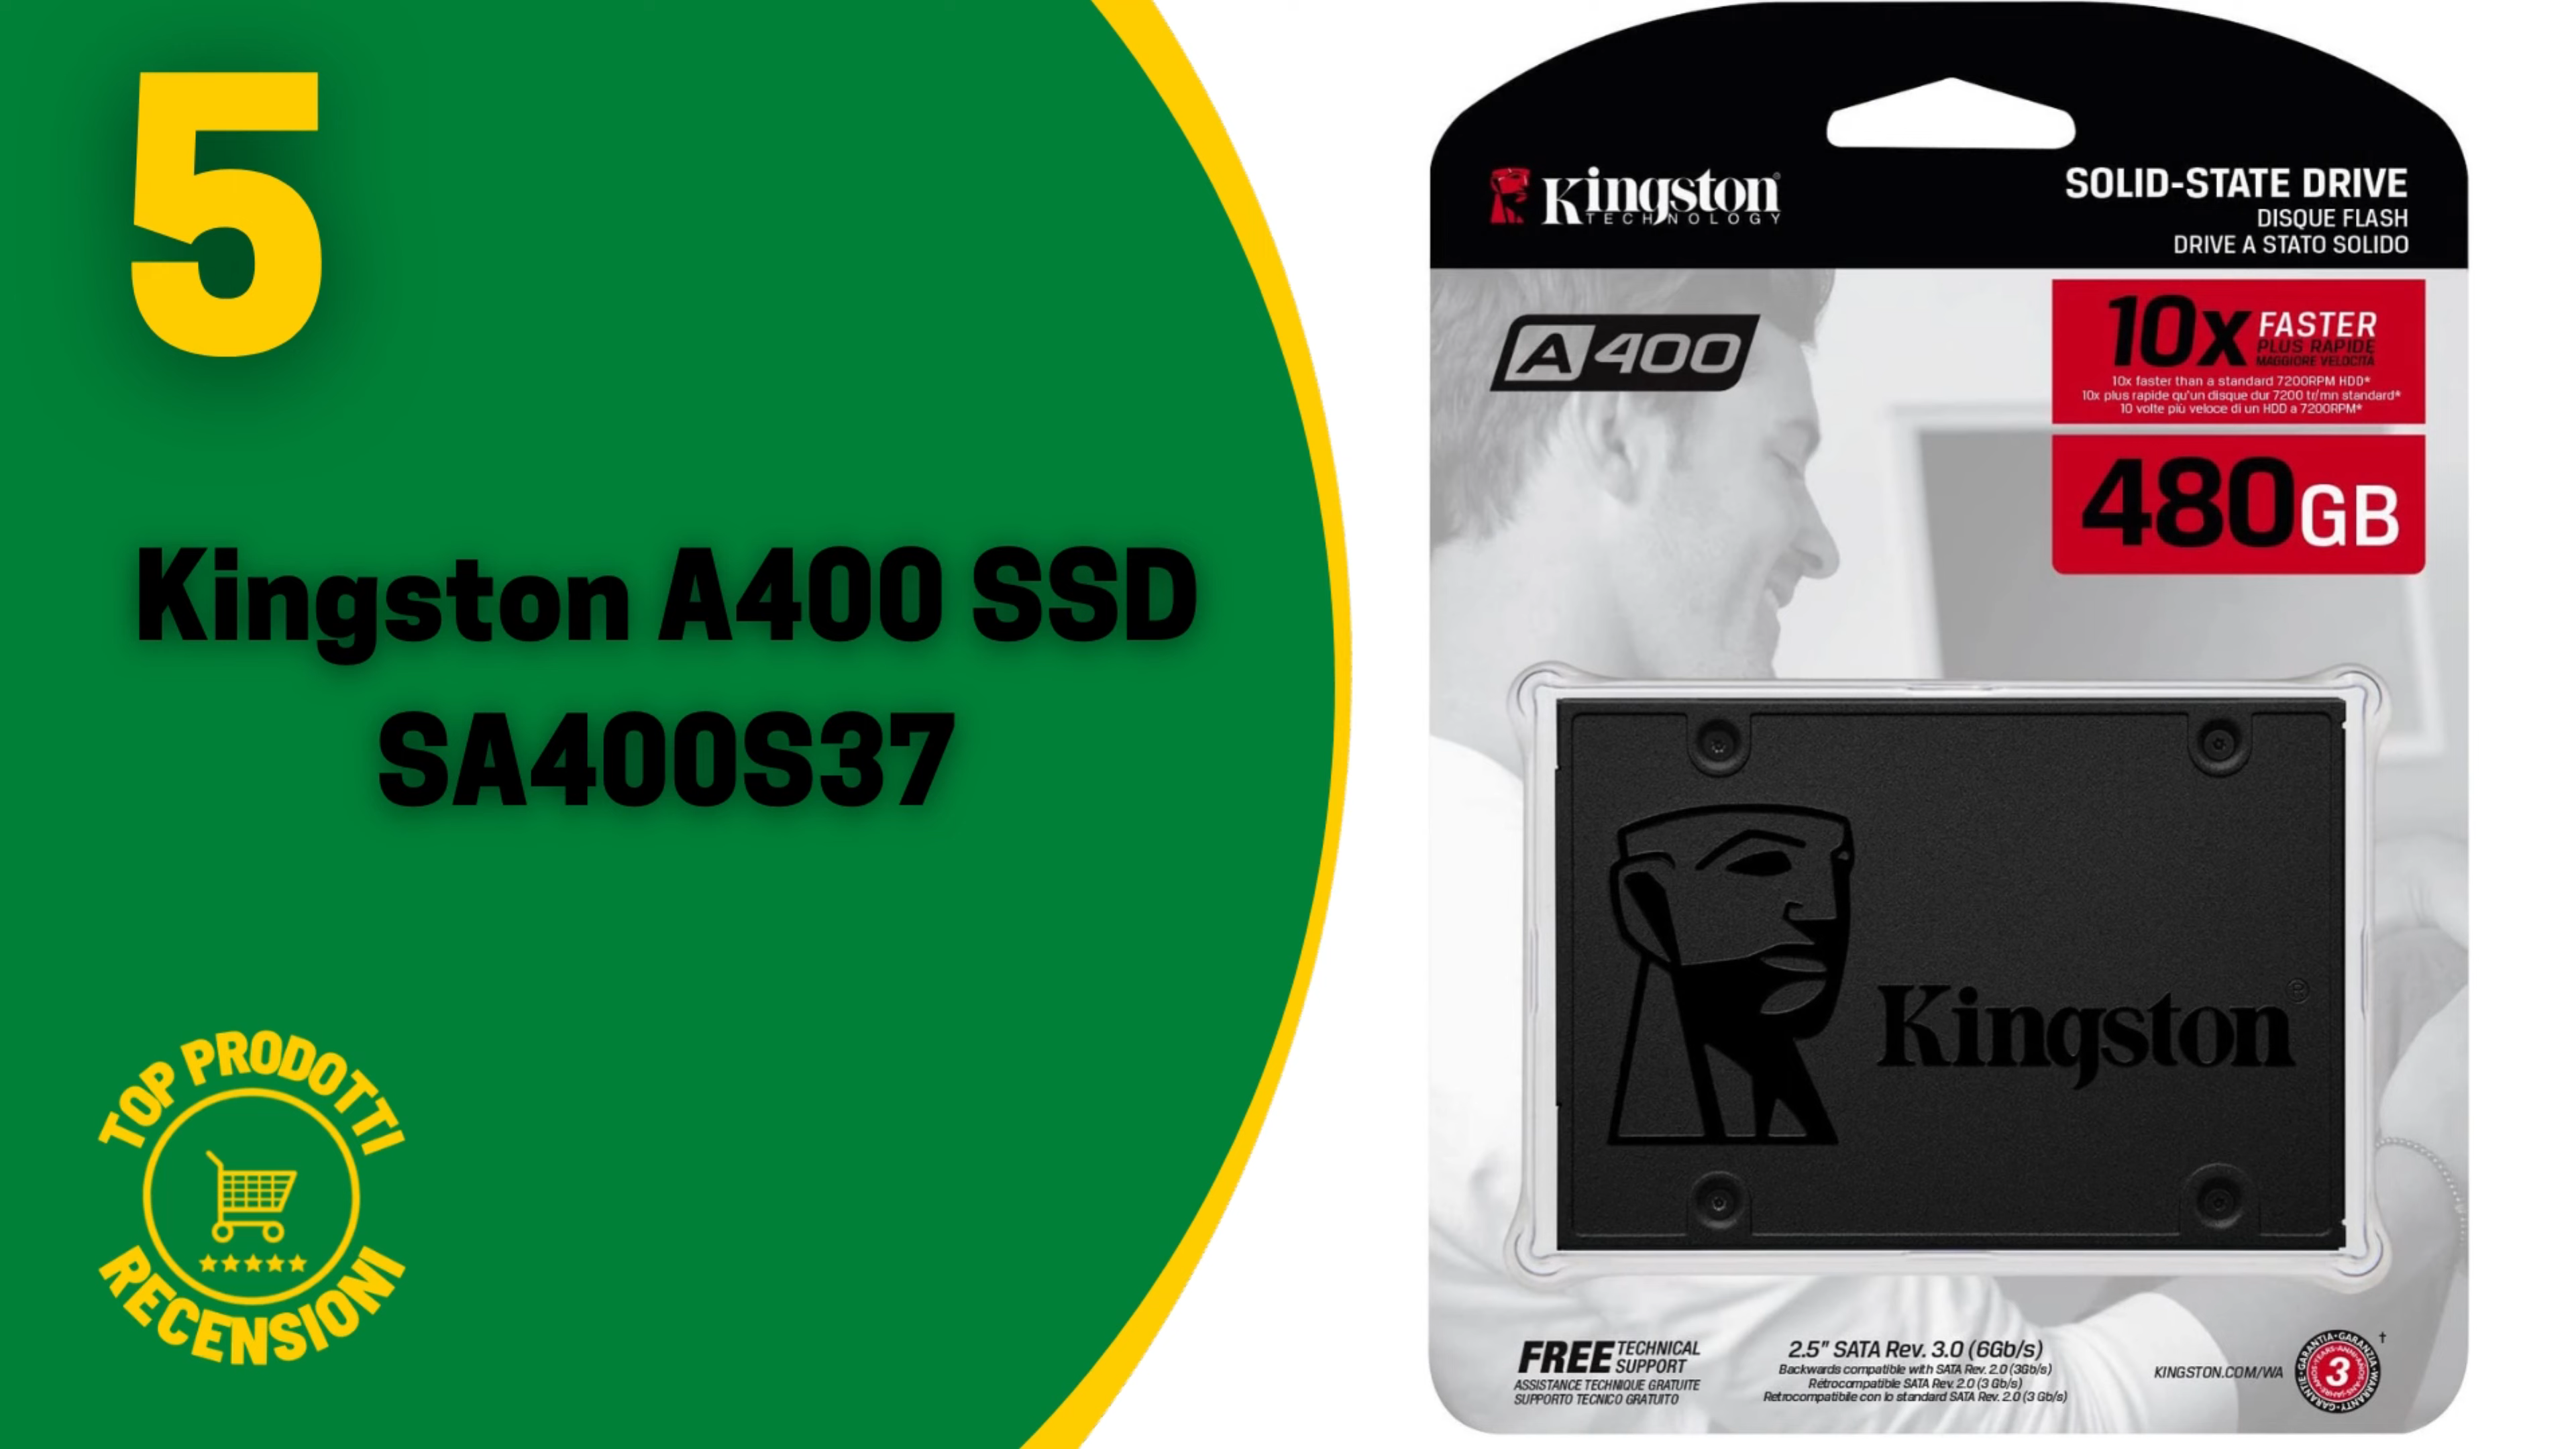 5
Kingston A400 SSD
SA400S37
TOP PRODOTTI
RECENSIONI
Kingston®
TECHNOLOGY
SOLID-STATE DRIVE
DISQUE FLASH
DRIVE A STATO SOLIDO
A400
10x FASTER
PLUS RAPIDE
MAGGIORE VELOCITÀ
10x faster than a standard 7200RPM HDD*
10x plus rapide qu'un disque dur 7200 tr/mn standard*
10 volte più veloce di un HDD a 7200RPM*
480GB
Kingston®
FREE TECHNICAL
SUPPORT
ASSISTANCE TECHNIQUE GRATUITE
SUPPORTO TECNICO GRATUITO
2.5" SATA Rev. 3.0 (6Gb/s)
Backwards compatible with SATA Rev. 2.0 (3Gb/s)
Rétrocompatible SATA Rev. 2.0 (3 Gb/s)
Retrocompatibile con lo standard SATA Rev. 2.0 (3 Gb/s)
KINGSTON.COM/WA
3
†